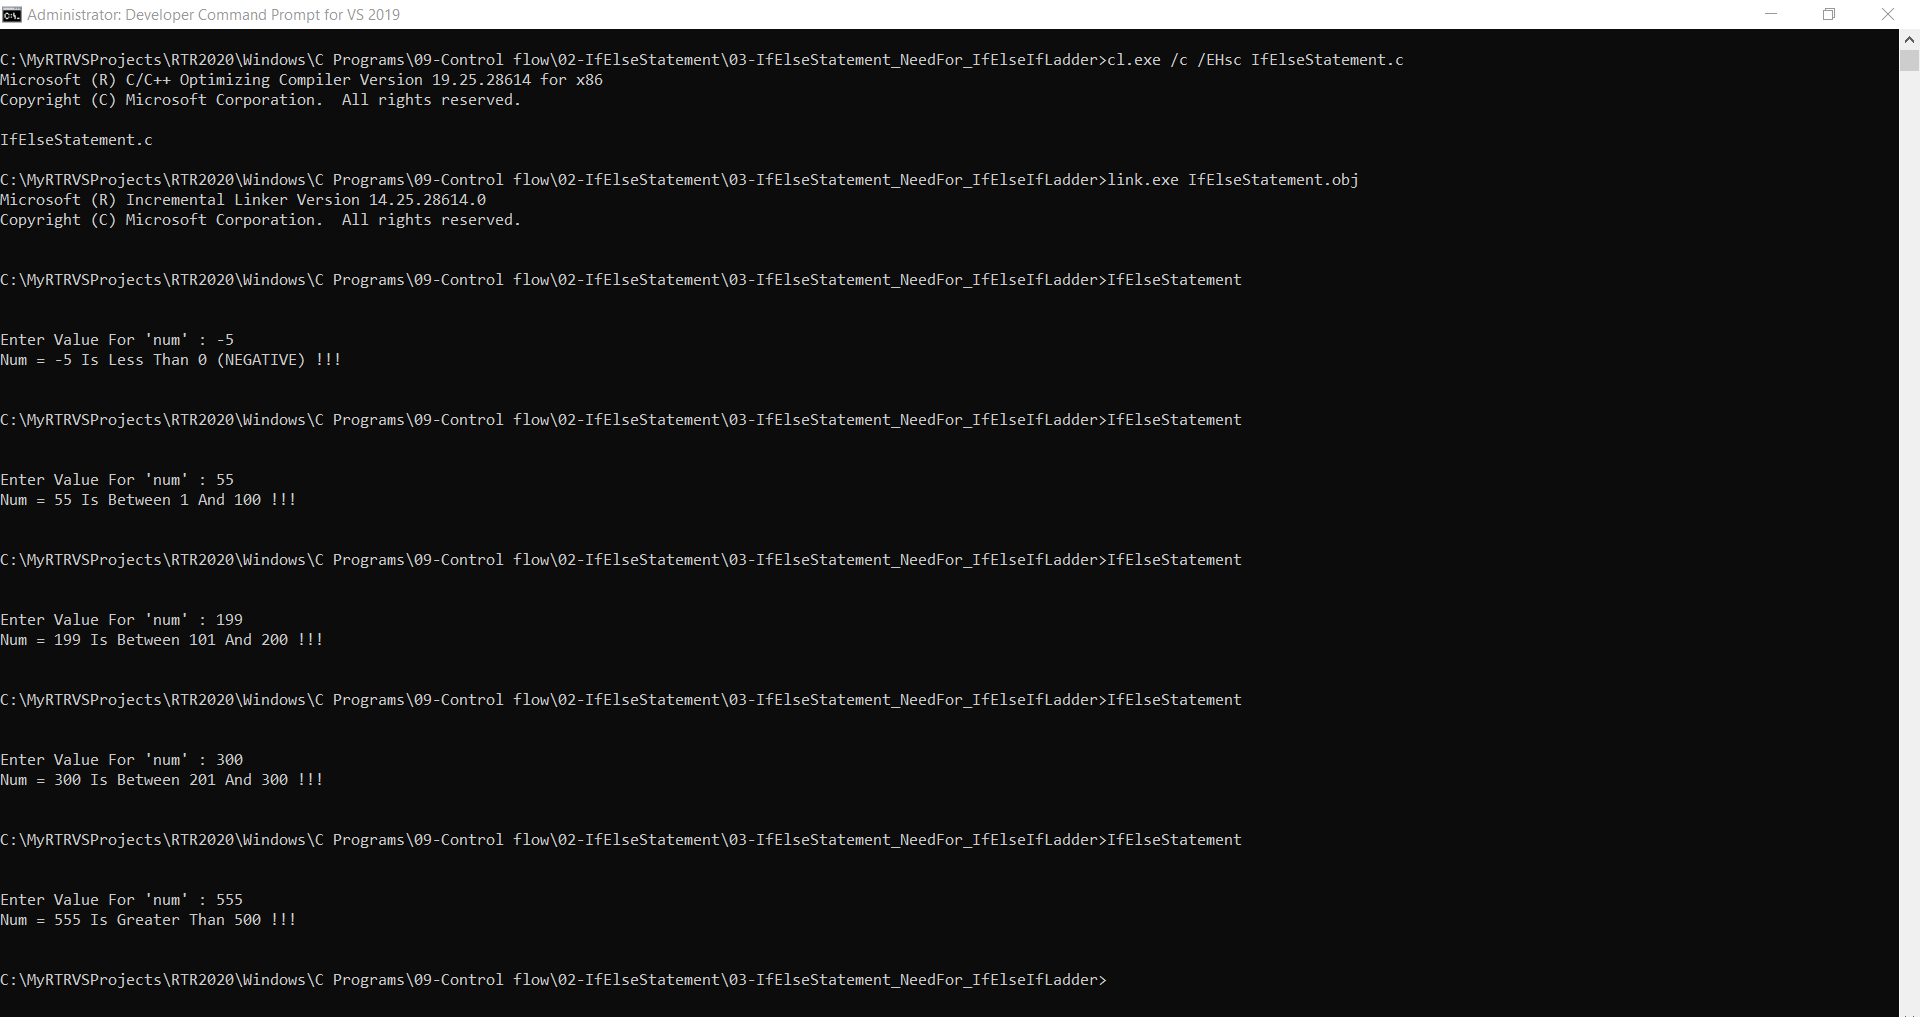 Administrator: Developer Command Prompt for VS 2019
C:\MyRTRVSProjects\RTR2020\Windows\C Programs\09-Control flow\02-IfElseStatement\03-IfElseStatement_NeedFor_IfElseIfLadder>cl.exe /c /EHsc IfElseStatement.c
Microsoft (R) C/C++ Optimizing Compiler Version 19.25.28614 for x86
Copyright (C) Microsoft Corporation.  All rights reserved.
IfElseStatement.c
C:\MyRTRVSProjects\RTR2020\Windows\C Programs\09-Control flow\02-IfElseStatement\03-IfElseStatement_NeedFor_IfElseIfLadder>link.exe IfElseStatement.obj
Microsoft (R) Incremental Linker Version 14.25.28614.0
Copyright (C) Microsoft Corporation.  All rights reserved.
C:\MyRTRVSProjects\RTR2020\Windows\C Programs\09-Control flow\02-IfElseStatement\03-IfElseStatement_NeedFor_IfElseIfLadder>IfElseStatement
Enter Value For 'num' : -5
Num = -5 Is Less Than 0 (NEGATIVE) !!!
C:\MyRTRVSProjects\RTR2020\Windows\C Programs\09-Control flow\02-IfElseStatement\03-IfElseStatement_NeedFor_IfElseIfLadder>IfElseStatement
Enter Value For 'num' : 55
Num = 55 Is Between 1 And 100 !!!
C:\MyRTRVSProjects\RTR2020\Windows\C Programs\09-Control flow\02-IfElseStatement\03-IfElseStatement_NeedFor_IfElseIfLadder>IfElseStatement
Enter Value For 'num' : 199
Num = 199 Is Between 101 And 200 !!!
C:\MyRTRVSProjects\RTR2020\Windows\C Programs\09-Control flow\02-IfElseStatement\03-IfElseStatement_NeedFor_IfElseIfLadder>IfElseStatement
Enter Value For 'num' : 300
Num = 300 Is Between 201 And 300 !!!
C:\MyRTRVSProjects\RTR2020\Windows\C Programs\09-Control flow\02-IfElseStatement\03-IfElseStatement_NeedFor_IfElseIfLadder>IfElseStatement
Enter Value For 'num' : 555
Num = 555 Is Greater Than 500 !!!
C:\MyRTRVSProjects\RTR2020\Windows\C Programs\09-Control flow\02-IfElseStatement\03-IfElseStatement_NeedFor_IfElseIfLadder>